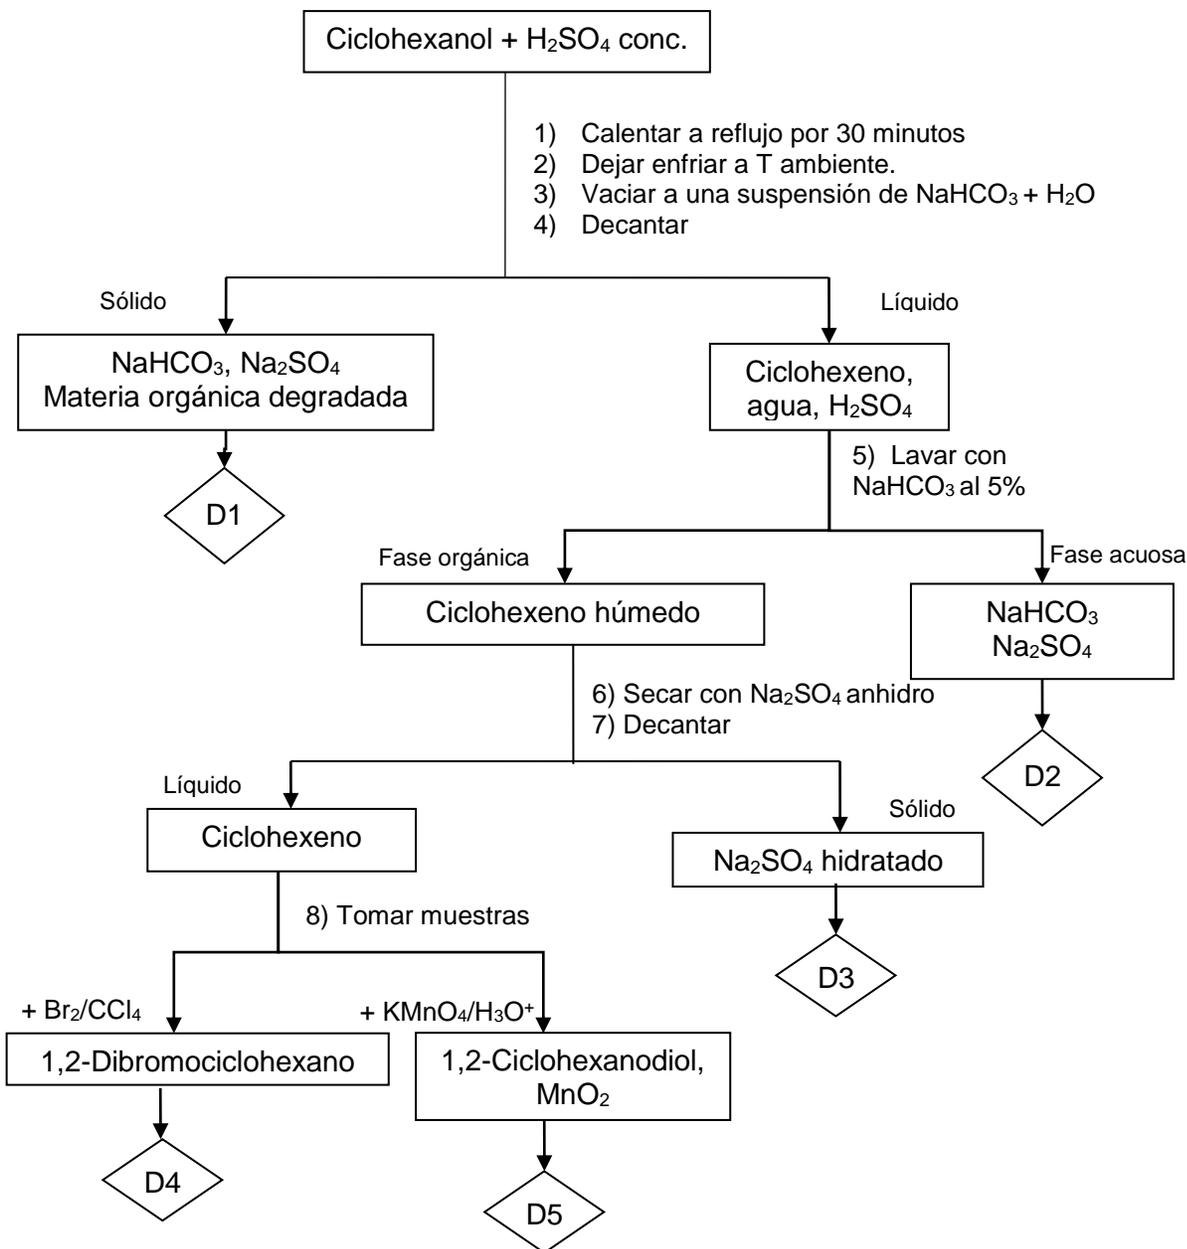 Ciclohexanol + H₂SO₄ conc.
1) Calentar a reflujo por 30 minutos
2) Dejar enfriar a T ambiente.
3) Vaciar a una suspensión de NaHCO₃ + H₂O
4) Decantar
Sólido
Líquido
NaHCO₃, Na₂SO₄
Materia orgánica degradada
Ciclohexeno,
agua, H₂SO₄
D1
5) Lavar con
NaHCO₃ al 5%
Fase orgánica
Fase acuosa
Ciclohexeno húmedo
NaHCO₃
Na₂SO₄
6) Secar con Na₂SO₄ anhidro
7) Decantar
D2
Líquido
Sólido
Ciclohexeno
Na₂SO₄ hidratado
8) Tomar muestras
D3
+ Br₂/CCl₄
+ KMnO₄/H₃O⁺
1,2-Dibromociclohexano
1,2-Ciclohexanodiol,
MnO₂
D4
D5